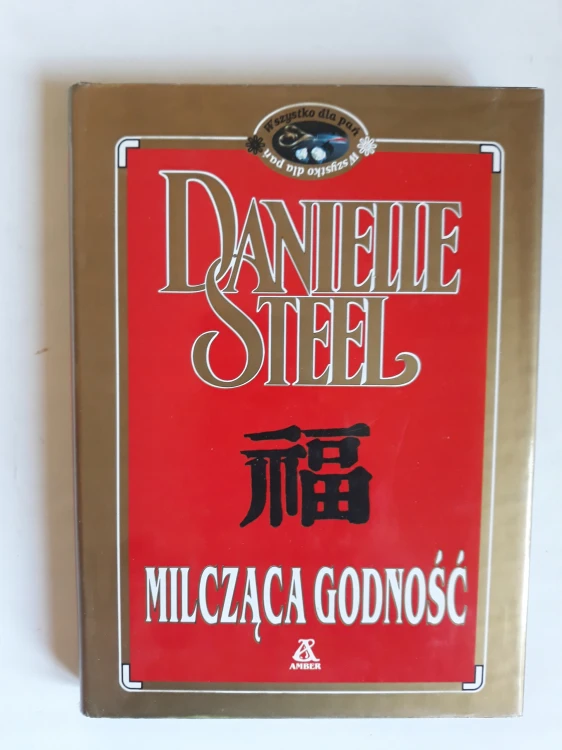 Wszystko dla pań
Wszystko dla pań
DANIELLE
STEEL
福
MILCZĄCA GODNOŚĆ
AMBER